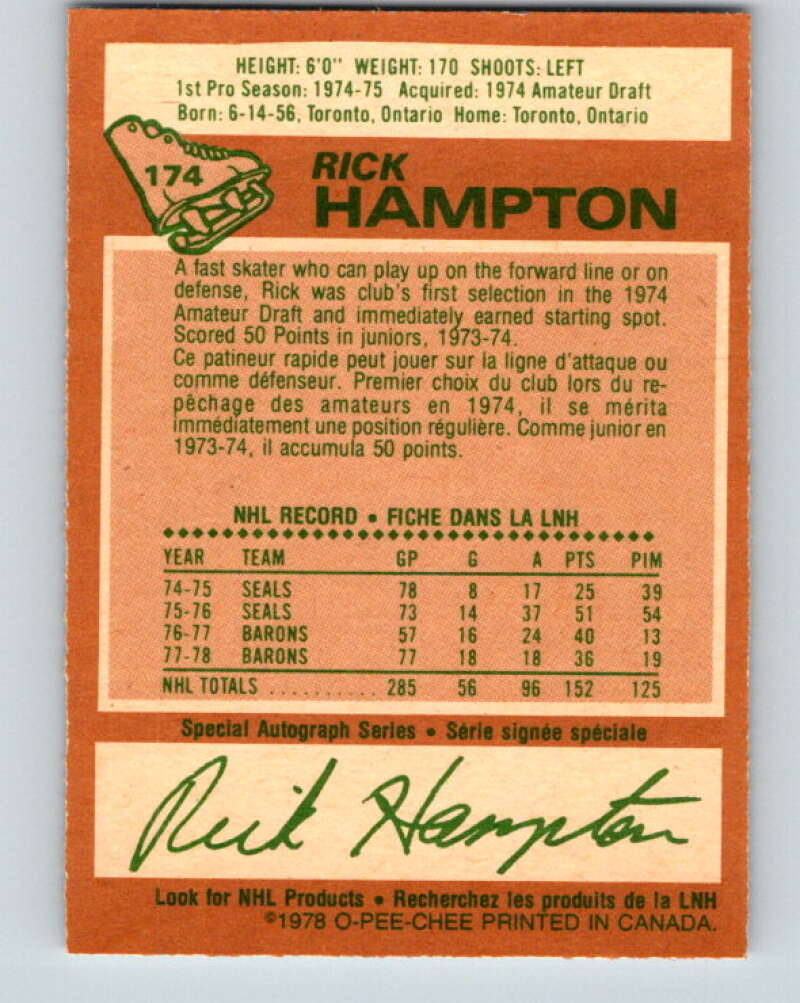 HEIGHT: 6'0" WEIGHT: 170 SHOOTS: LEFT
1st Pro Season: 1974-75 Acquired: 1974 Amateur Draft
Born: 6-14-56, Toronto, Ontario Home: Toronto, Ontario
174
RICK
HAMPTON
A fast skater who can play up on the forward line or on
defense, Rick was club's first selection in the 1974
Amateur Draft and immediately earned starting spot.
Scored 50 Points in juniors, 1973-74.
Ce patineur rapide peut jouer sur la ligne d'attaque ou
comme défenseur. Premier choix du club lors du re-
pêchage des amateurs en 1974, il se mérita
immédiatement une position régulière. Comme junior en
1973-74, il accumula 50 points.
NHL RECORD • FICHE DANS LA LNH
YEAR TEAM GP G A PTS PIM
74-75 SEALS 78 8 17 25 39
75-76 SEALS 73 14 37 51 54
76-77 BARONS 57 16 24 40 13
77-78 BARONS 77 18 18 36 19
NHL TOTALS .......... 285 56 96 152 125
Special Autograph Series • Série signée spéciale
Rick Hampton
Look for NHL Products • Recherchez les produits de la LNH
©1978 O-PEE-CHEE PRINTED IN CANADA.